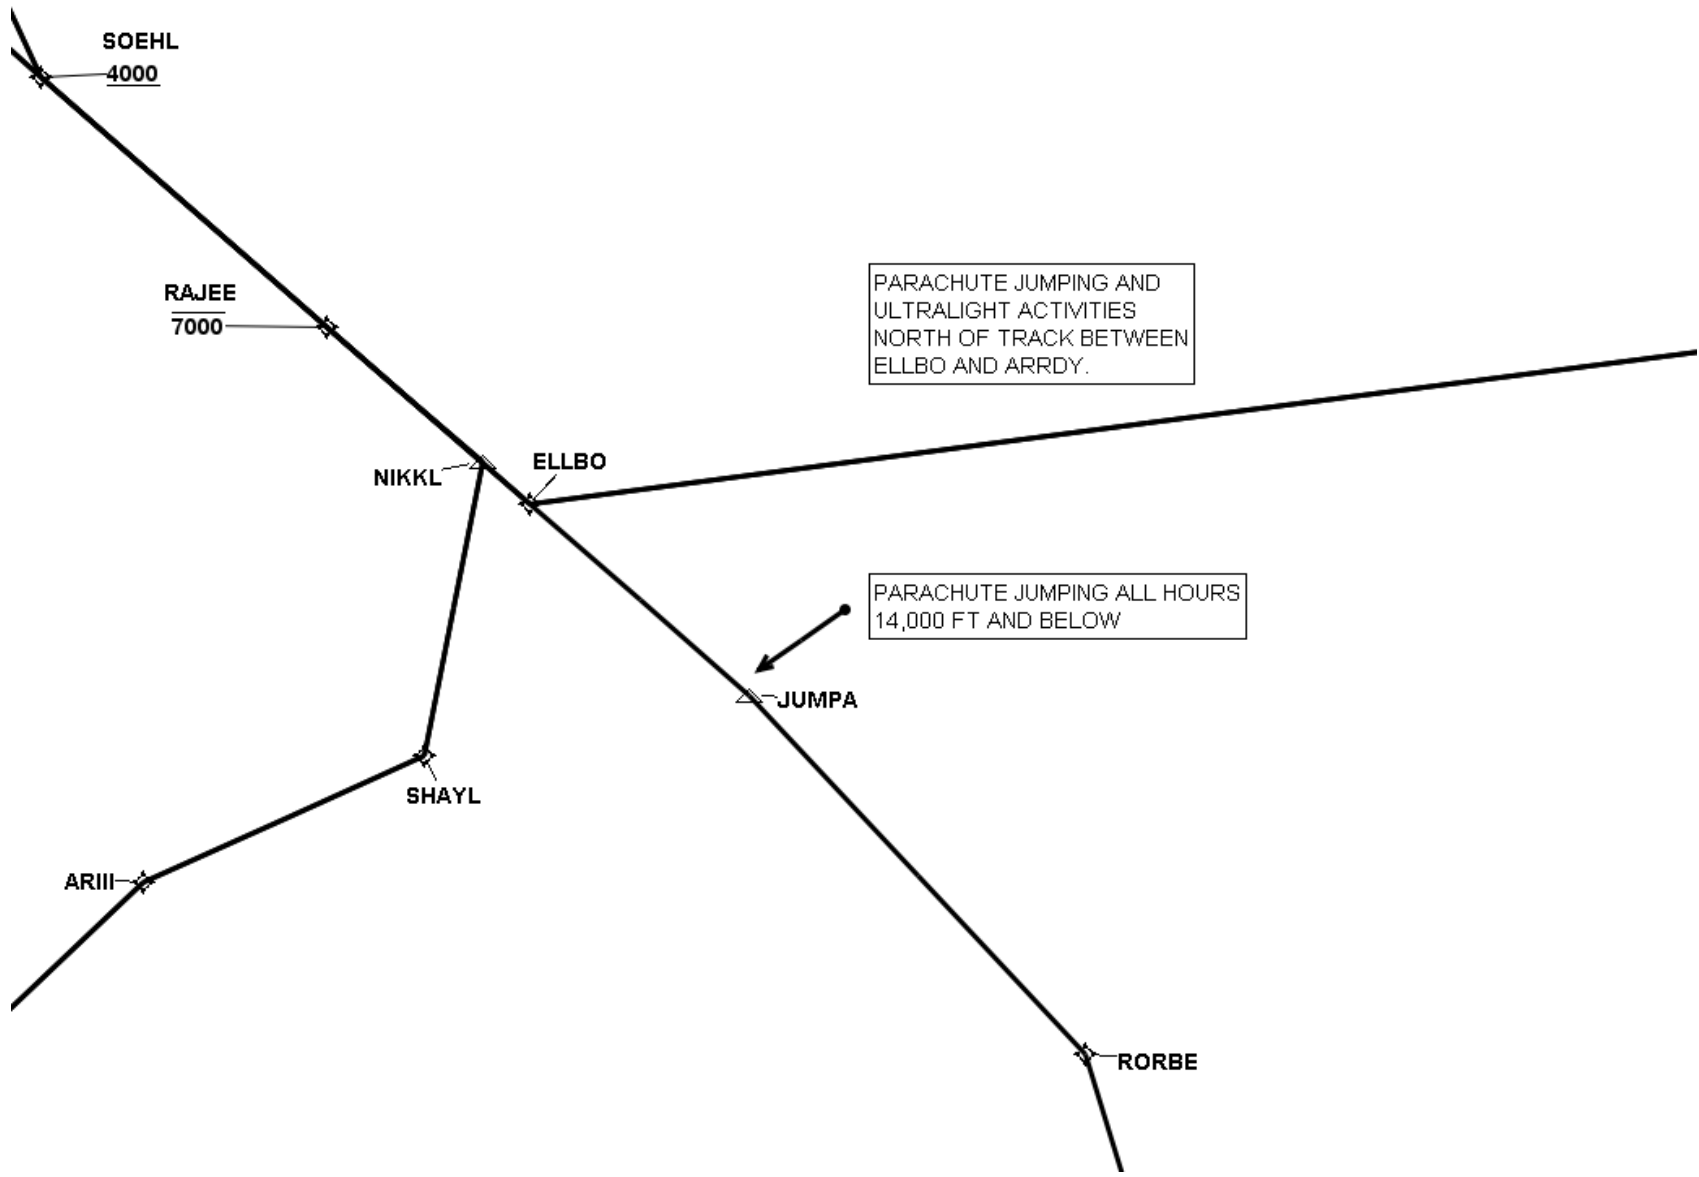 SOEHL
4000
RAJEE
7000
PARACHUTE JUMPING AND
ULTRALIGHT ACTIVITIES
NORTH OF TRACK BETWEEN
ELLBO AND ARRDY.
NIKKL
ELLBO
PARACHUTE JUMPING ALL HOURS
14,000 FT AND BELOW
JUMPA
SHAYL
ARIII
RORBE